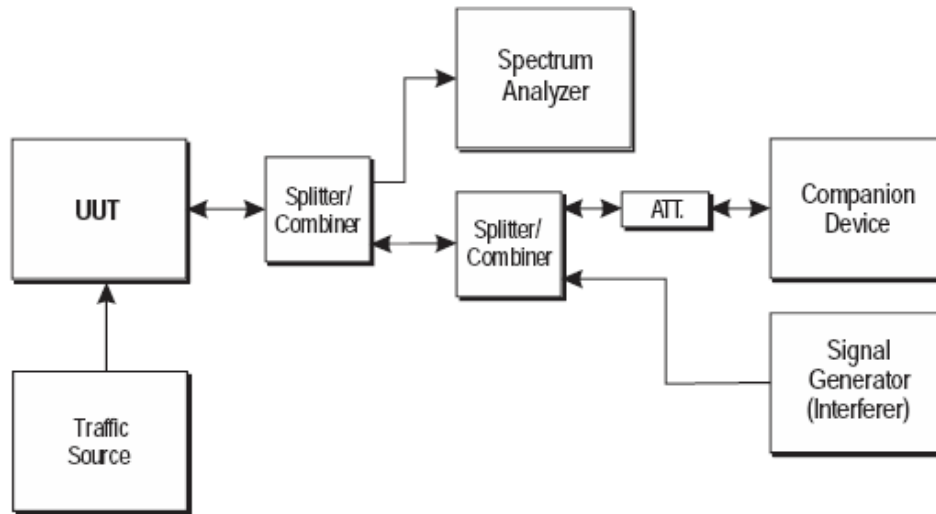 Spectrum
Analyzer
UUT
Splitter/
Combiner
Splitter/
Combiner
ATT.
Companion
Device
Traffic
Source
Signal
Generator
(Interferer)